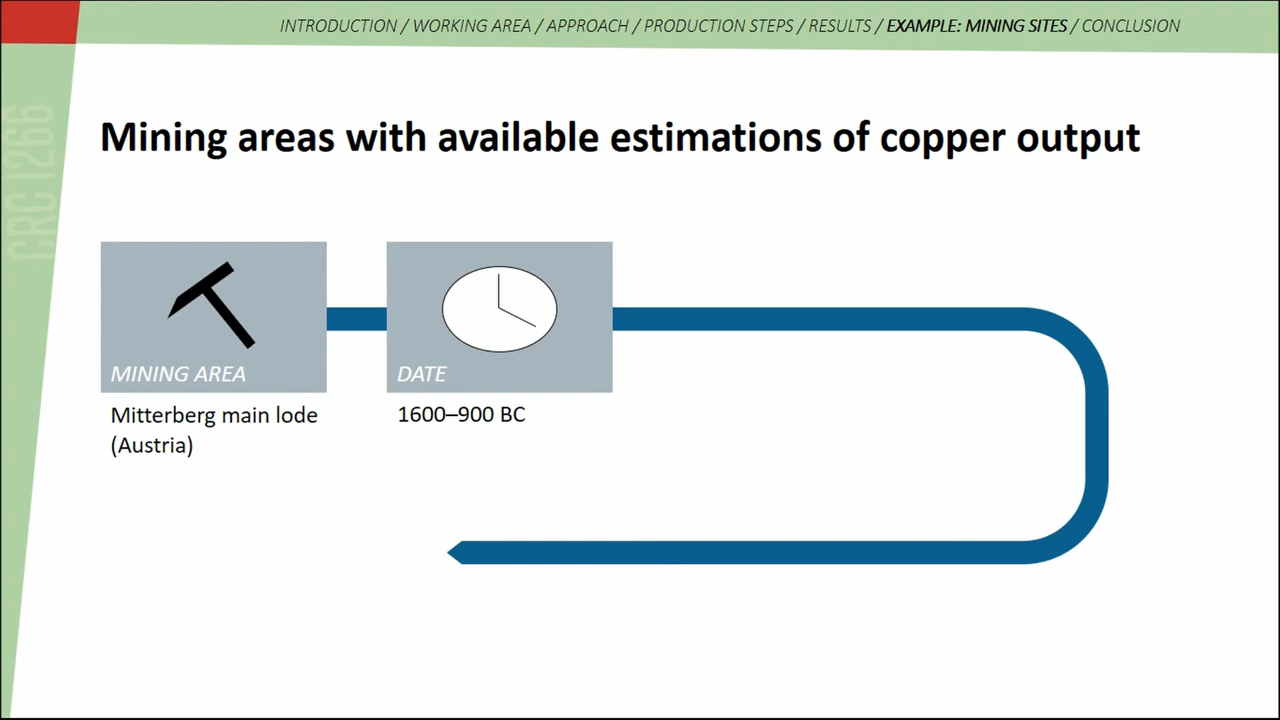 INTRODUCTION / WORKING AREA / APPROACH / PRODUCTION STEPS / RESULTS / EXAMPLE: MINING SITES / CONCLUSION
CRC 1266
Mining areas with available estimations of copper output
MINING AREA
Mitterberg main lode
(Austria)
DATE
1600–900 BC